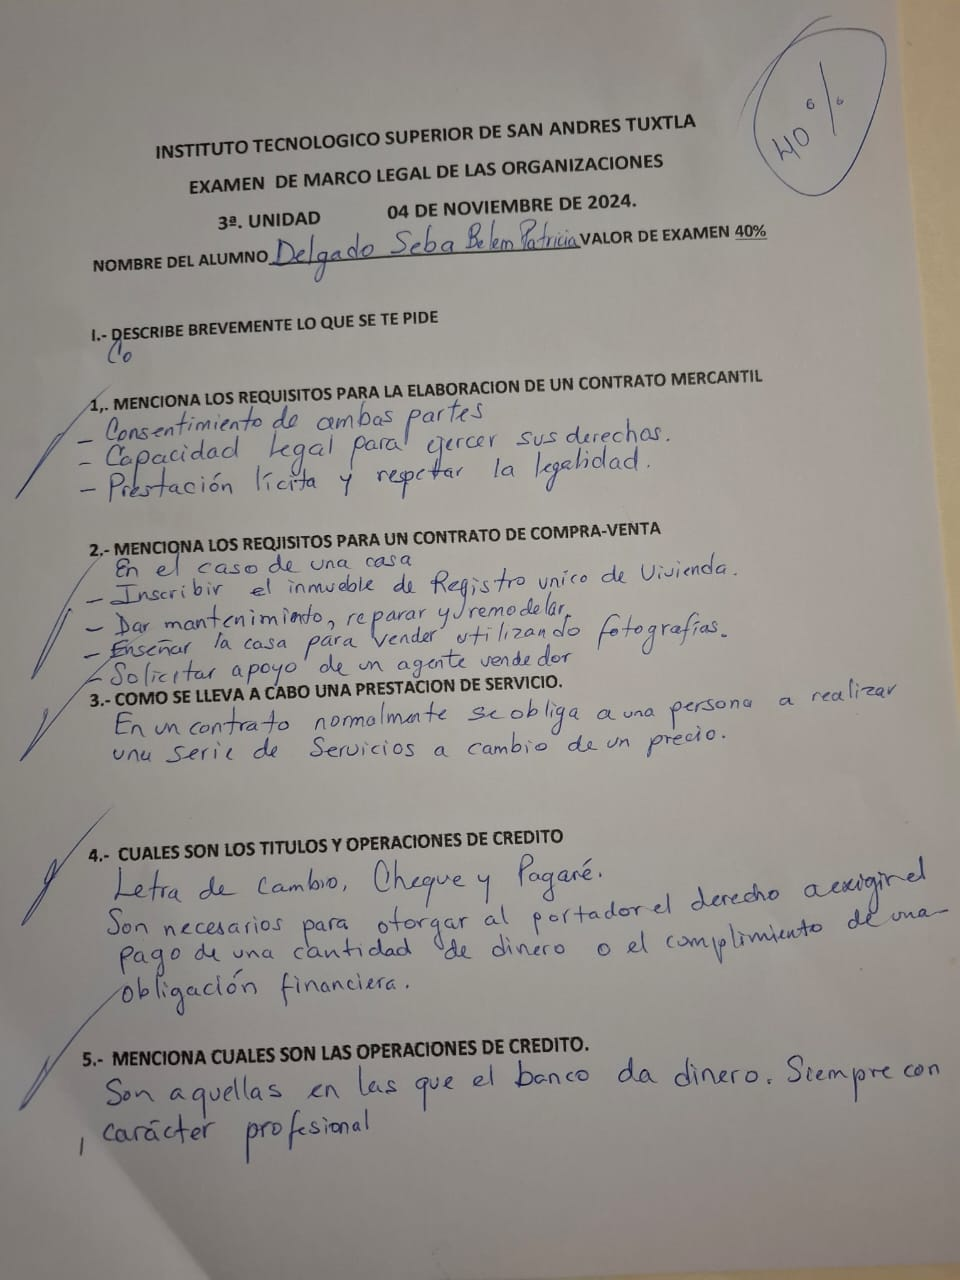 40%
INSTITUTO TECNOLOGICO SUPERIOR DE SAN ANDRES TUXTLA
EXAMEN DE MARCO LEGAL DE LAS ORGANIZACIONES
3ª. UNIDAD 04 DE NOVIEMBRE DE 2024.
NOMBRE DEL ALUMNO Delgado Seba Belem Patricia VALOR DE EXAMEN 40%
I.- DESCRIBE BREVEMENTE LO QUE SE TE PIDE
Co
1,. MENCIONA LOS REQUISITOS PARA LA ELABORACION DE UN CONTRATO MERCANTIL
- Consentimiento de ambas partes
- Capacidad legal para ejercer sus derechos.
- Prestación lícita y respetar la legalidad.
2,- MENCIONA LOS REQJISITOS PARA UN CONTRATO DE COMPRA-VENTA
En el caso de una casa
- Inscribir el inmueble de Registro unico de Vivienda.
- Dar mantenimiento, reparar y remodelar.
- Enseñar la casa para vender utilizando fotografías.
- Solicitar apoyo de un agente vendedor
3.- COMO SE LLEVA A CABO UNA PRESTACION DE SERVICIO.
En un contrato normalmente se obliga a una persona a realizar
una serie de Servicios a cambio de un precio.
4.- CUALES SON LOS TITULOS Y OPERACIONES DE CREDITO
Letra de cambio, Cheque y Pagaré.
Son necesarios para otorgar al portador el derecho a exigir el
pago de una cantidad de dinero o el cumplimiento de una
obligación financiera.
5.- MENCIONA CUALES SON LAS OPERACIONES DE CREDITO.
Son aquellas en las que el banco da dinero. Siempre con
carácter profesional